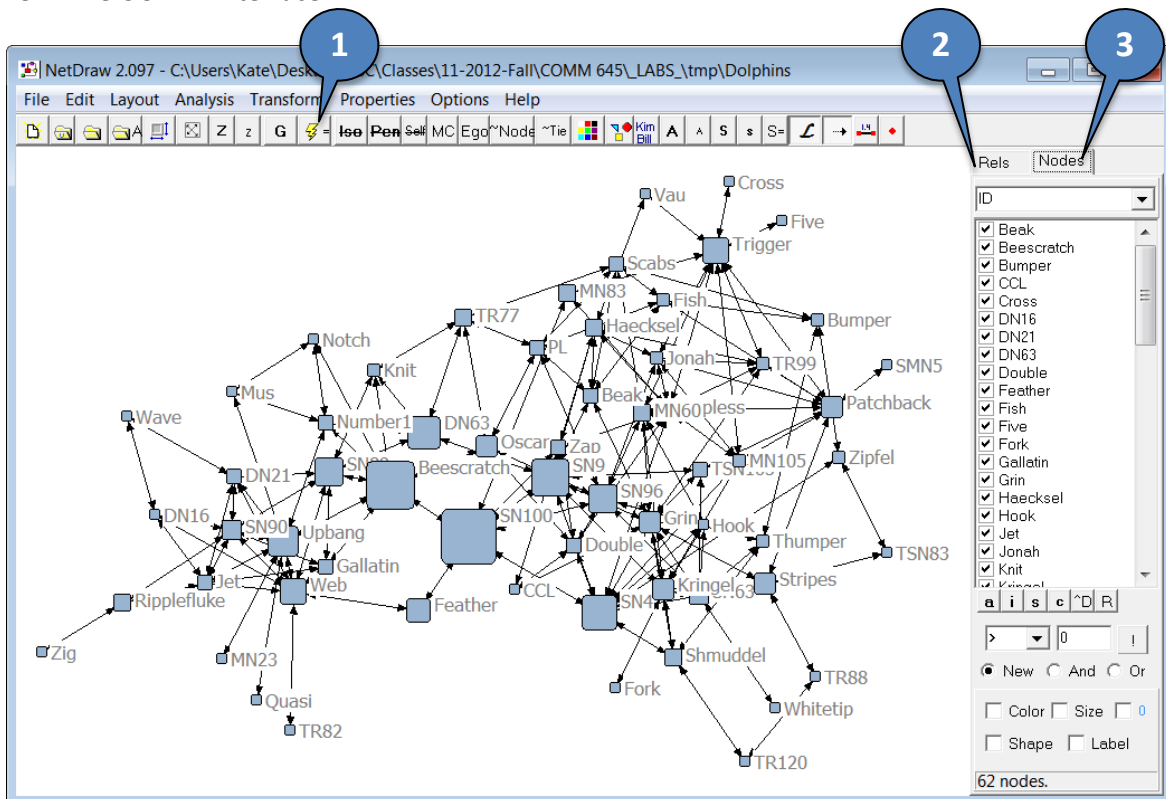 1
2
3
NetDraw 2.097 - C:\Users\Kate\Desk C\Classes\11-2012-Fall\COMM 645\_LABS_\tmp\Dolphins
File Edit Layout Analysis Transform Properties Options Help
A Z z G = Iso Pen Self MC Ego ~Node ~Tie Kim Bill A A S s S= L
Rels Nodes
ID
Beak
Beescratch
Bumper
CCL
Cross
DN16
DN21
DN63
Double
Feather
Fish
Five
Fork
Gallatin
Grin
Haecksel
Hook
Jet
Jonah
Knit
Kringel
a i s c ^D R
> 0 !
New And Or
Color Size 0
Shape Label
62 nodes.
Cross
Vau
Five
Trigger
Scabs
MN83
Fish
TR77
Haecksel
Bumper
Notch
PL
Jonah
TR99
SMN5
Knit
Mus
Beak
MN60 pless
Patchback
Wave
Number1
DN63
Oscar
Zap
Beescratch
SN9
MN105
Zipfel
DN21
SN96
DN16
SN90
Upbang
SN100
Grin
Hook
Double
Thumper
TSN83
Gallatin
Jet
Web
CCL
Kringel
Stripes
Ripplefluke
Feather
SN4
63
Zig
MN23
Shmuddel
Fork
TR88
Quasi
Whitetip
TR82
TR120